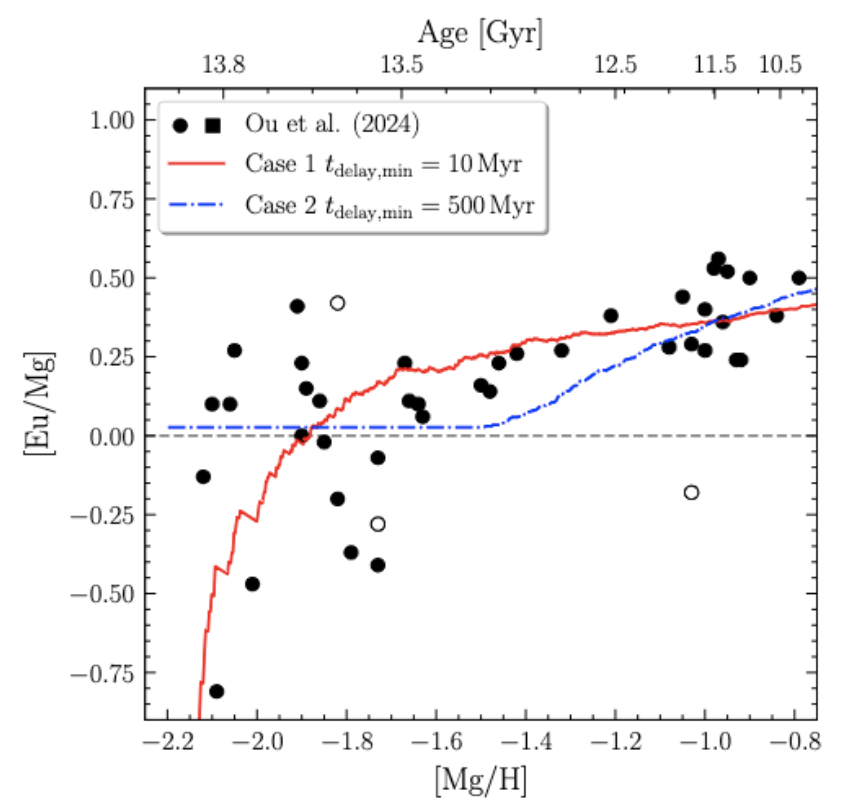 Age [Gyr]
13.8 13.5 12.5 11.5 10.5
Ou et al. (2024)
Case 1 t_delay,min = 10 Myr
Case 2 t_delay,min = 500 Myr
1.00
0.75
0.50
0.25
0.00
−0.25
−0.50
−0.75
[Eu/Mg]
−2.2 −2.0 −1.8 −1.6 −1.4 −1.2 −1.0 −0.8
[Mg/H]